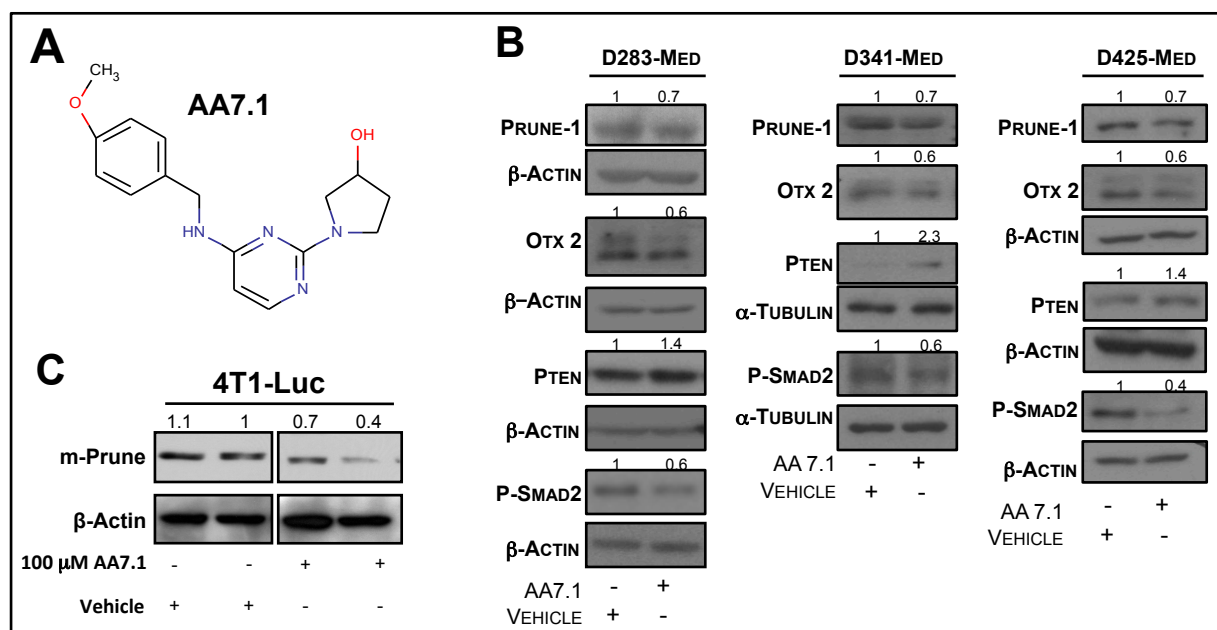 A
AA7.1
CH3
O
OH
HN
N
N
N
B
D283-MED
1 0.7
PRUNE-1
β-ACTIN
1 0.6
OTX 2
β–ACTIN
1 1.4
PTEN
β-ACTIN
1 0.6
P-SMAD2
β-ACTIN
AA7.1 - +
VEHICLE + -
D341-MED
1 0.7
PRUNE-1
1 0.6
OTX 2
1 2.3
PTEN
α-TUBULIN
1 0.6
P-SMAD2
α-TUBULIN
AA 7.1 - +
VEHICLE + -
D425-MED
1 0.7
PRUNE-1
1 0.6
OTX 2
β-ACTIN
1 1.4
PTEN
β-ACTIN
1 0.4
P-SMAD2
β-ACTIN
AA 7.1 - +
VEHICLE + -
C
4T1-Luc
1.1 1 0.7 0.4
m-Prune
β-Actin
100 μM AA7.1 - - + +
Vehicle + + - -